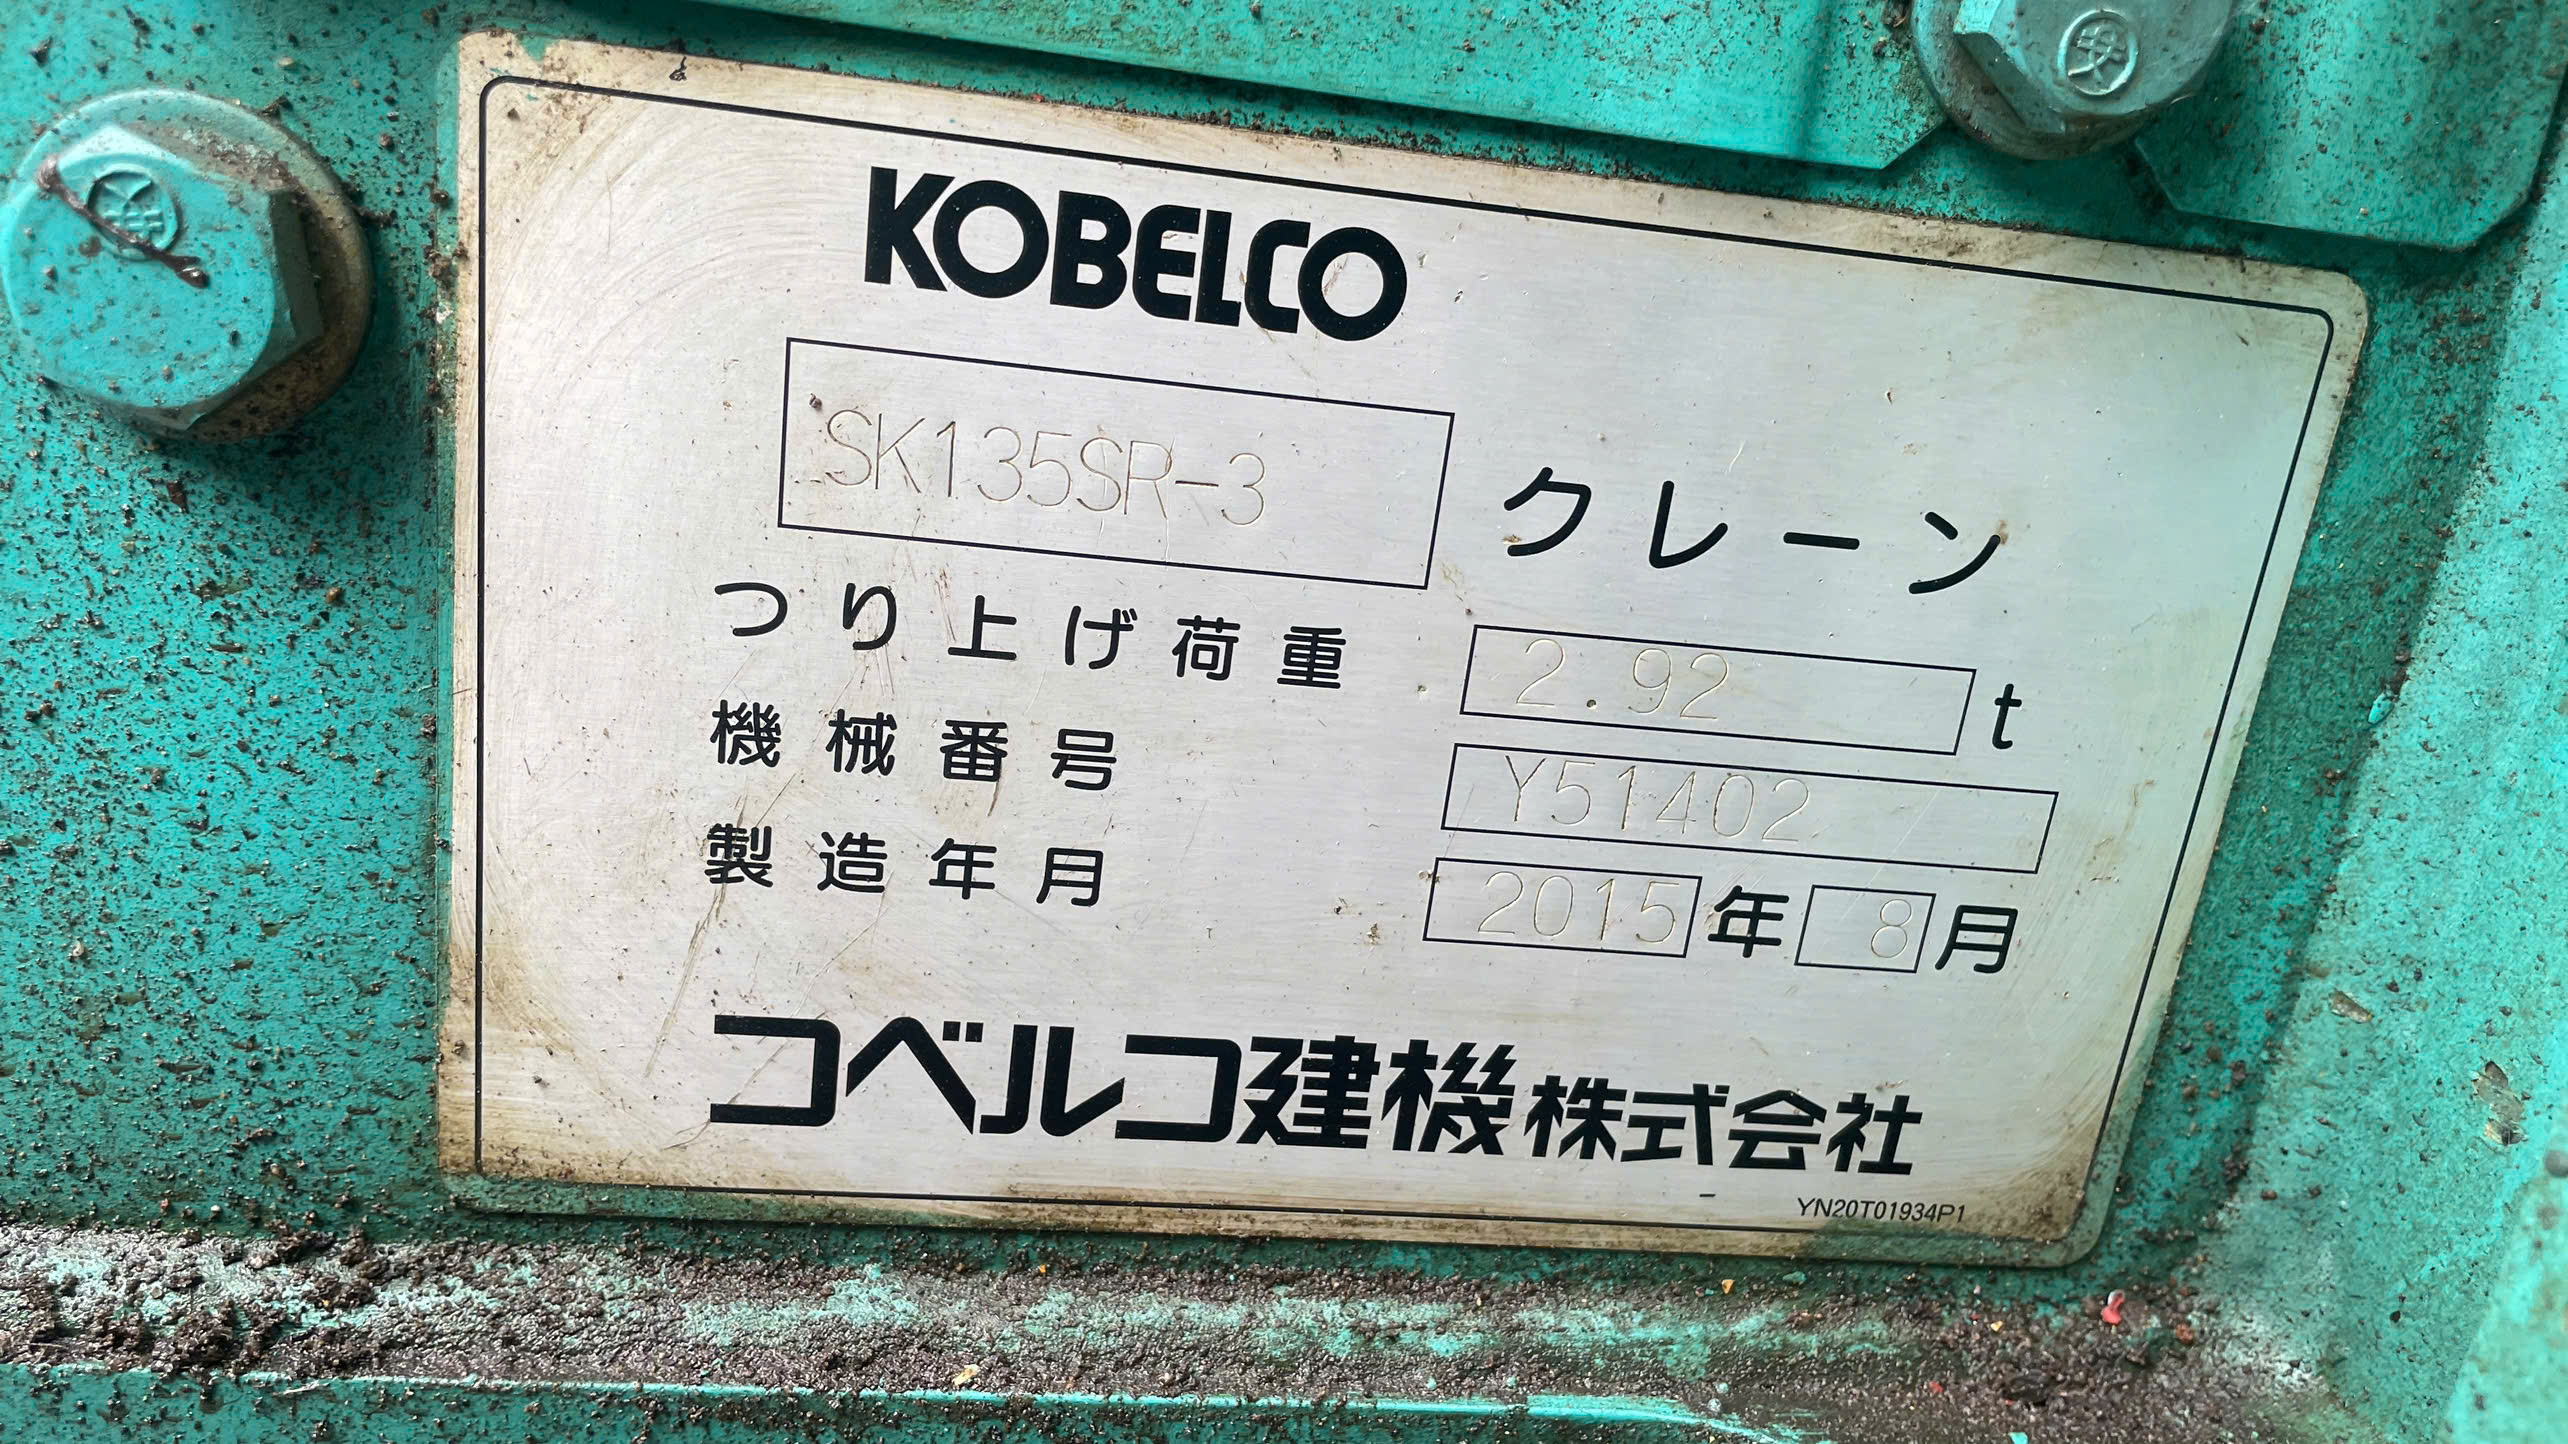 KOBELCO
SK135SR-3 クレーン
つり上げ荷重 2.92 t
機械番号 Y51402
製造年月 2015年 8月
コベルコ建機株式会社
YN20T01934P1